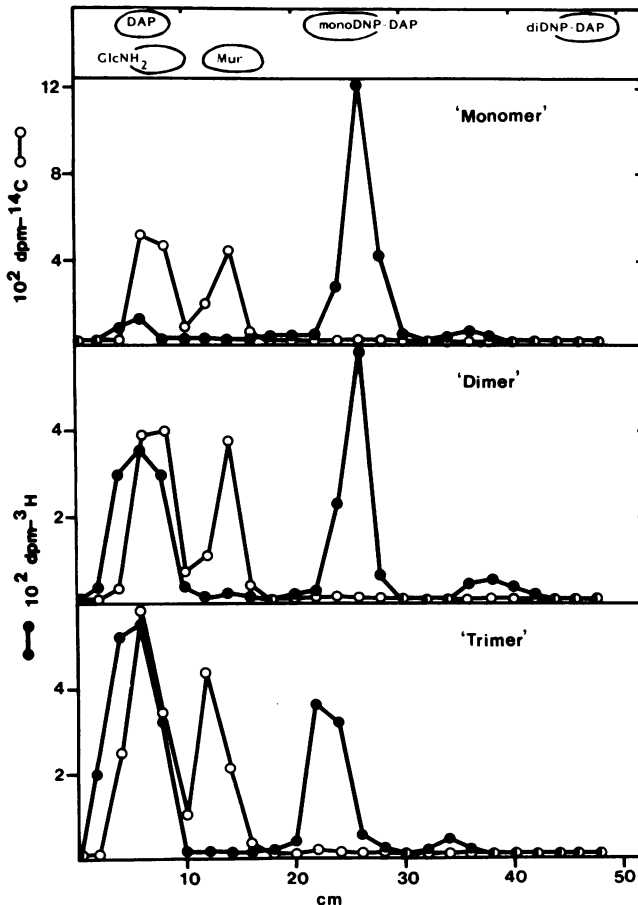 DAP monoDNP-DAP diDNP-DAP
GlcNH2 Mur
12
8
4
'Monomer'
10² dpm-¹⁴C
4
2
'Dimer'
10² dpm-³H
4
2
'Trimer'
10 20 30 40 50
cm